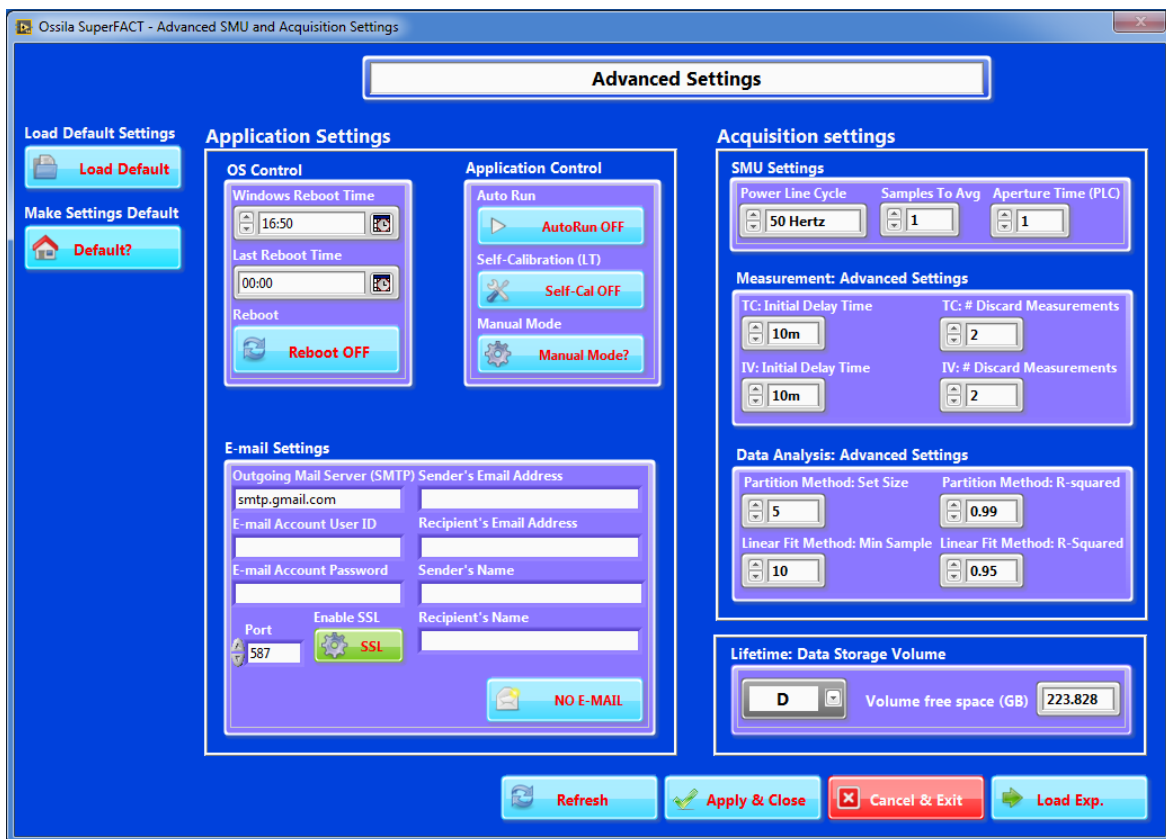 Ossila SuperFACT - Advanced SMU and Acquisition Settings
x
Advanced Settings
Load Default Settings
Load Default
Make Settings Default
Default?
Application Settings
OS Control
Windows Reboot Time
16:50
Last Reboot Time
00:00
Reboot
Reboot OFF
Application Control
Auto Run
AutoRun OFF
Self-Calibration (LT)
Self-Cal OFF
Manual Mode
Manual Mode?
E-mail Settings
Outgoing Mail Server (SMTP) Sender's Email Address
smtp.gmail.com
E-mail Account User ID Recipient's Email Address
E-mail Account Password Sender's Name
Port Enable SSL Recipient's Name
587 SSL
NO E-MAIL
Acquisition settings
SMU Settings
Power Line Cycle Samples To Avg Aperture Time (PLC)
50 Hertz 1 1
Measurement: Advanced Settings
TC: Initial Delay Time TC: # Discard Measurements
10m 2
IV: Initial Delay Time IV: # Discard Measurements
10m 2
Data Analysis: Advanced Settings
Partition Method: Set Size Partition Method: R-squared
5 0.99
Linear Fit Method: Min Sample Linear Fit Method: R-Squared
10 0.95
Lifetime: Data Storage Volume
D Volume free space (GB) 223.828
Refresh Apply & Close Cancel & Exit Load Exp.